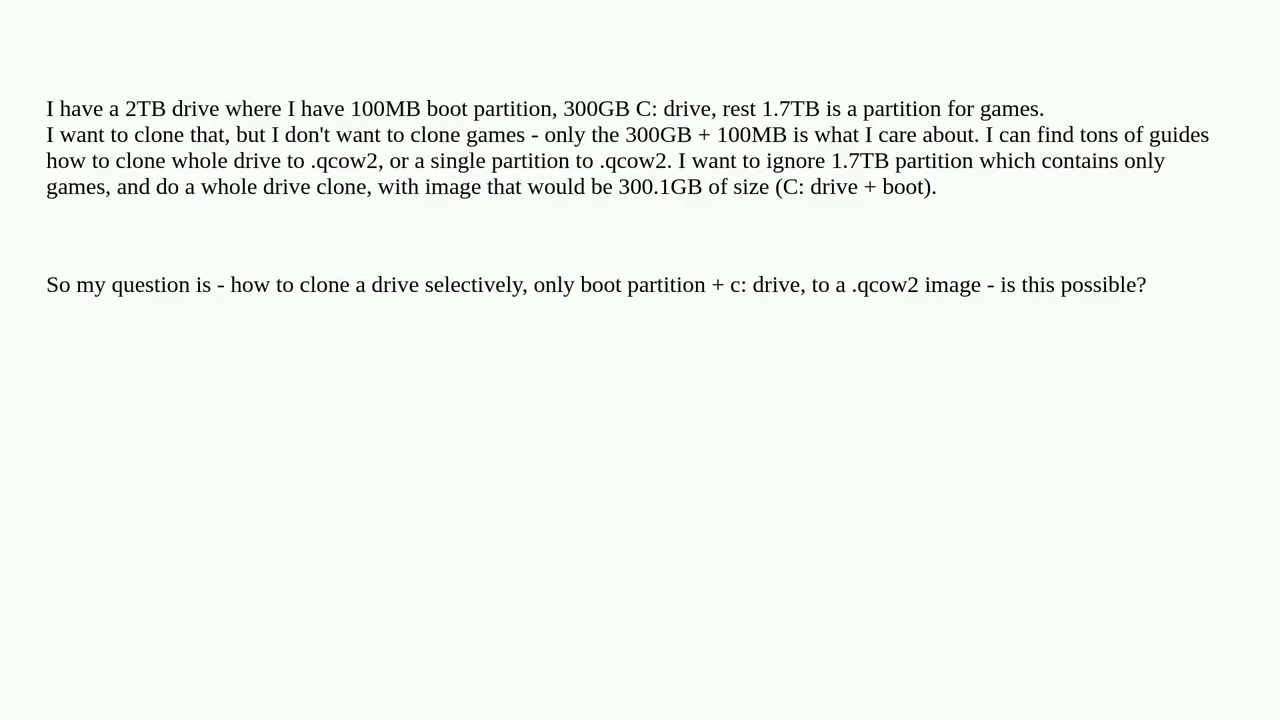 I have a 2TB drive where I have 100MB boot partition, 300GB C: drive, rest 1.7TB is a partition for games.
I want to clone that, but I don't want to clone games - only the 300GB + 100MB is what I care about. I can find tons of guides
how to clone whole drive to .qcow2, or a single partition to .qcow2. I want to ignore 1.7TB partition which contains only
games, and do a whole drive clone, with image that would be 300.1GB of size (C: drive + boot).
So my question is - how to clone a drive selectively, only boot partition + c: drive, to a .qcow2 image - is this possible?